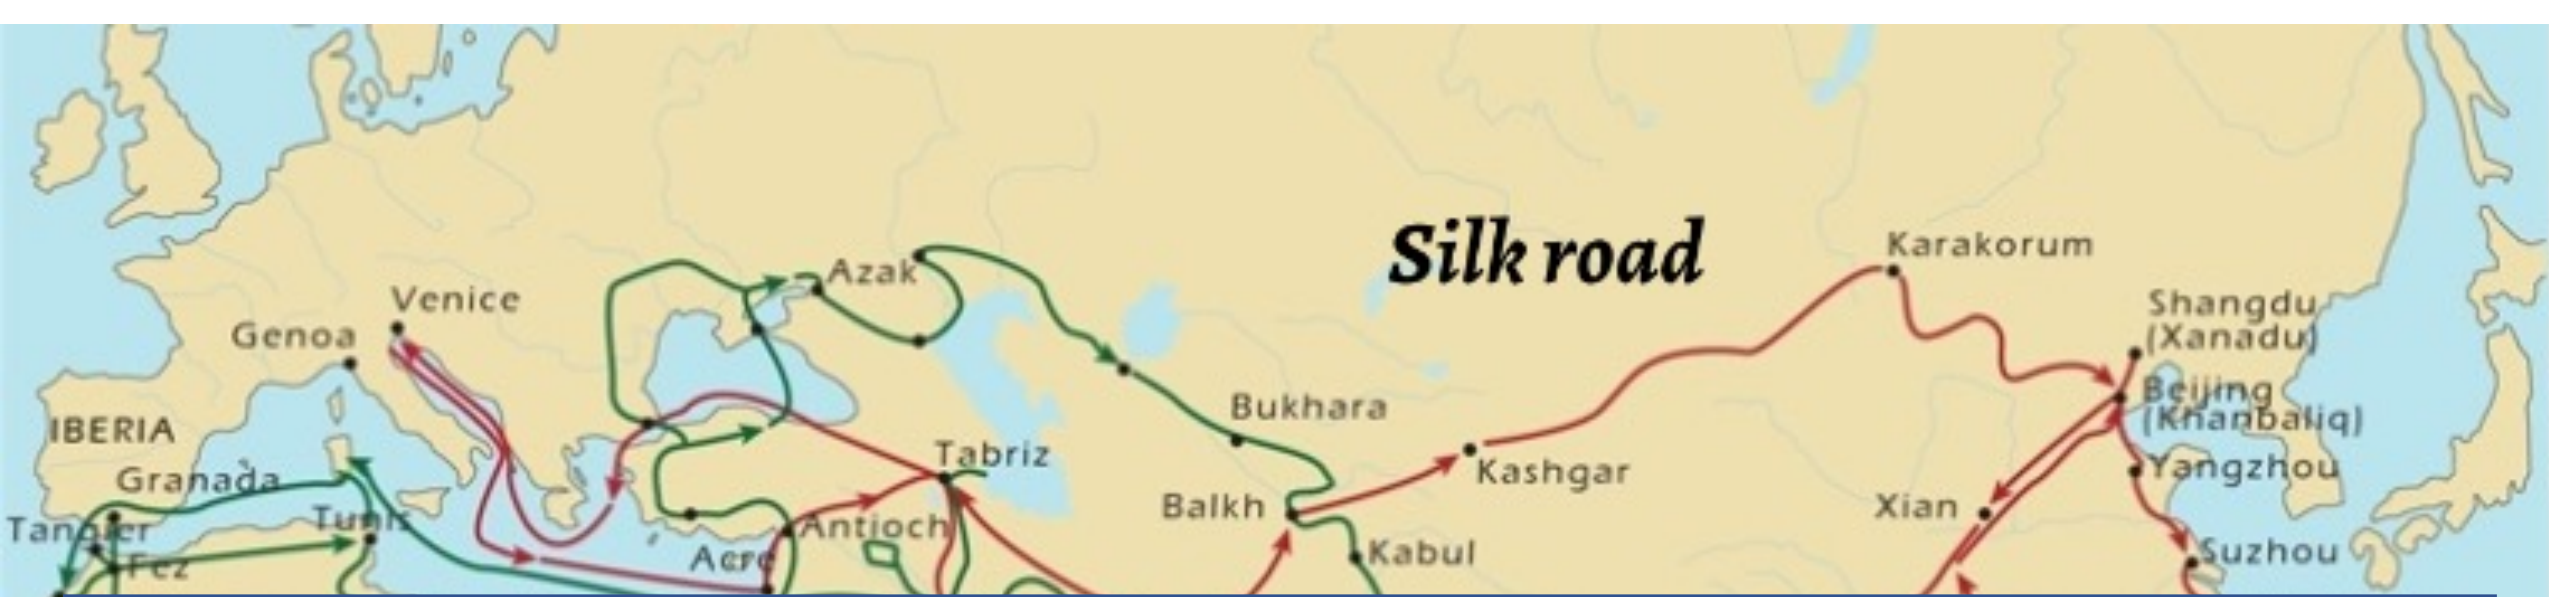 Silk road
Karakorum
Azak
Venice
Shangdu
(Xanadu)
Genoa
Beijing
(Khanbaliq)
Bukhara
IBERIA
Tabriz
Kashgar
Yangzhou
Granada
Balkh
Xian
Tangier
Tunis
Antioch
Acre
Kabul
Suzhou
Fez